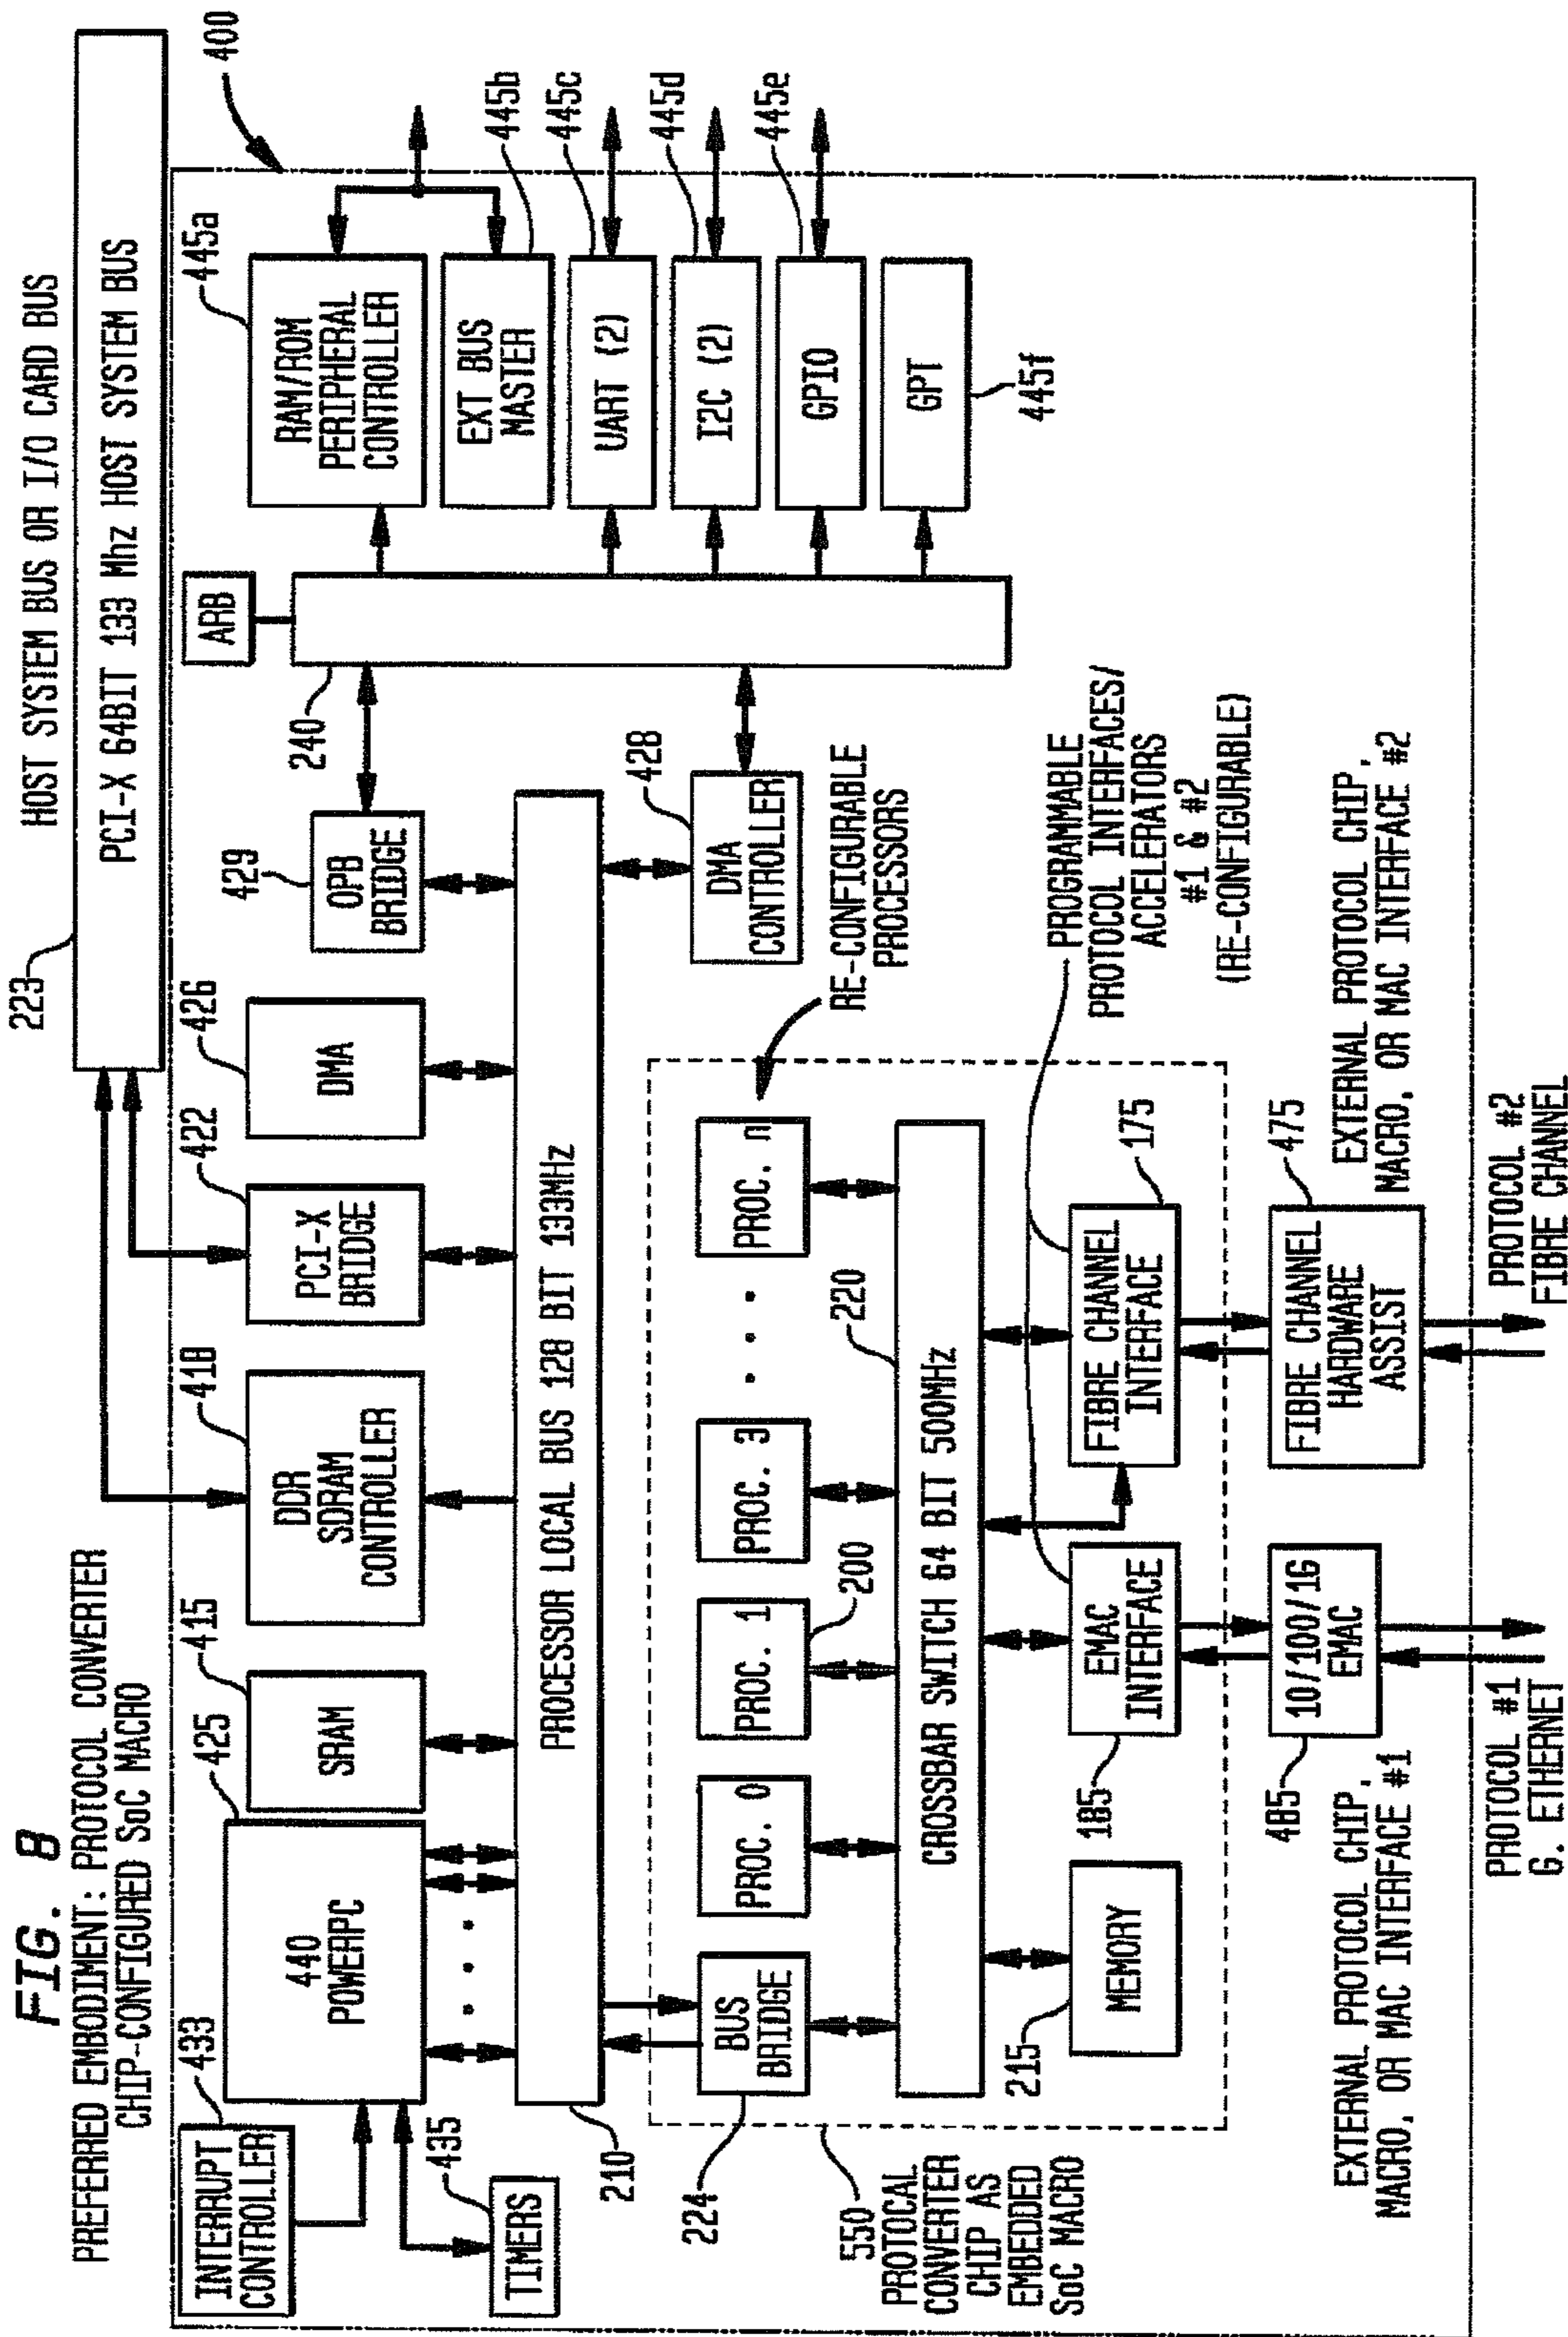 FIG. 8
PREFERRED EMBODIMENT: PROTOCOL CONVERTER
CHIP-CONFIGURED SoC MACRO
HOST SYSTEM BUS OR I/O CARD BUS
223
PCI-X 64BIT 133 Mhz HOST SYSTEM BUS
400
INTERRUPT
CONTROLLER
433
TIMERS
435
440
POWERPC
425
SRAM
415
DDR
SDRAM
CONTROLLER
418
PCI-X
BRIDGE
422
DMA
426
OPB
BRIDGE
429
240
ARB
RAM/ROM
PERIPHERAL
CONTROLLER
445a
EXT BUS
MASTER
445b
UART (2)
445c
I2C (2)
445d
GPIO
445e
GPT
445f
PROCESSOR LOCAL BUS 128 BIT 133MHz
210
DMA
CONTROLLER
428
RE-CONFIGURABLE
PROCESSORS
BUS
BRIDGE
224
PROC. 0
PROC. 1
200
PROC. 3
PROC. n
CROSSBAR SWITCH 64 BIT 500MHz
220
MEMORY
215
EMAC
INTERFACE
185
FIBRE CHANNEL
INTERFACE
175
PROGRAMMABLE
PROTOCOL INTERFACES/
ACCELERATORS
#1 & #2
(RE-CONFIGURABLE)
550
PROTOCAL
CONVERTER
CHIP AS
EMBEDDED
SoC MACRO
10/100/1G
EMAC
485
FIBRE CHANNEL
HARDWARE
ASSIST
475
EXTERNAL PROTOCOL CHIP,
MACRO, OR MAC INTERFACE #1
EXTERNAL PROTOCOL CHIP,
MACRO, OR MAC INTERFACE #2
PROTOCOL #1
G. ETHERNET
PROTOCOL #2
FIBRE CHANNEL